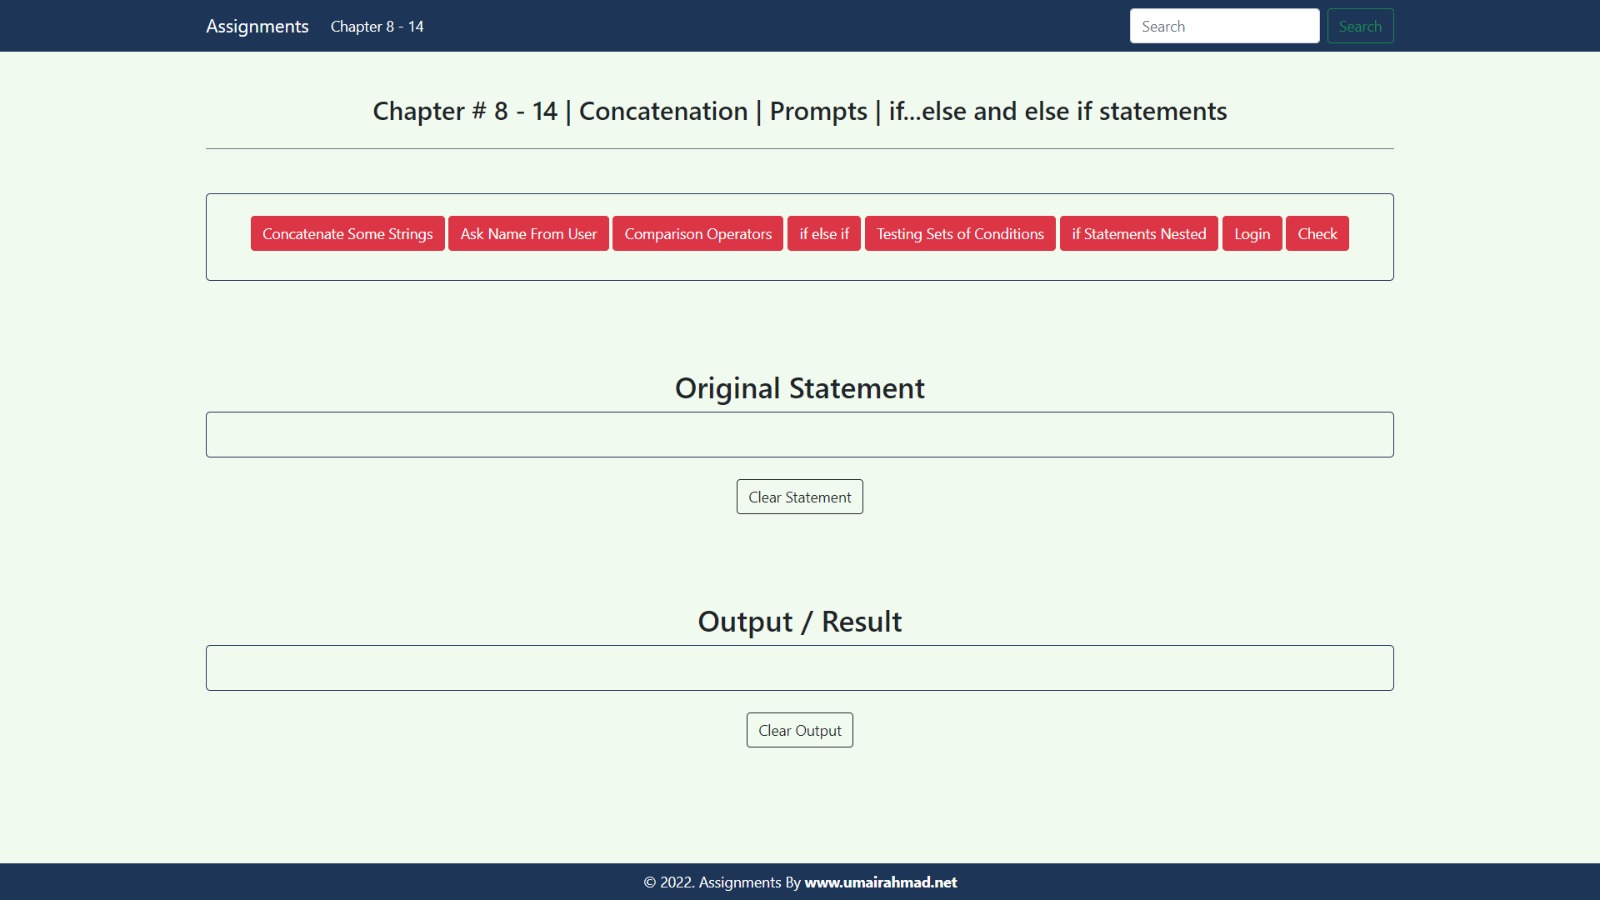 Assignments Chapter 8 - 14 Search Search
Chapter # 8 - 14 | Concatenation | Prompts | if...else and else if statements
Concatenate Some Strings Ask Name From User Comparison Operators if else if Testing Sets of Conditions if Statements Nested Login Check
Original Statement
Clear Statement
Output / Result
Clear Output
© 2022. Assignments By www.umairahmad.net